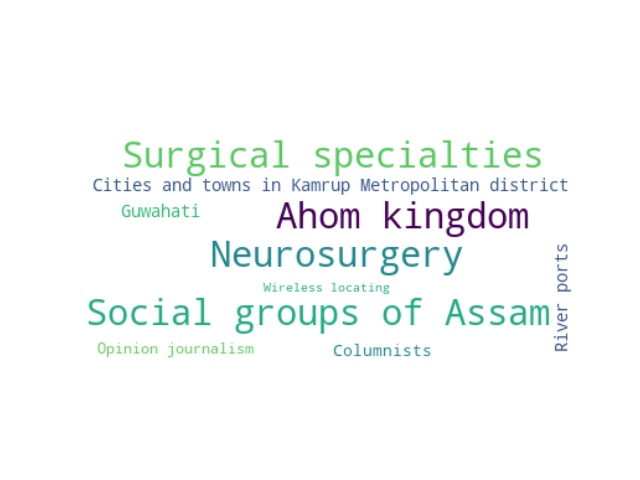 Surgical specialties
Cities and towns in Kamrup Metropolitan district
Guwahati
Ahom kingdom
Neurosurgery
River ports
Wireless locating
Social groups of Assam
Opinion journalism
Columnists